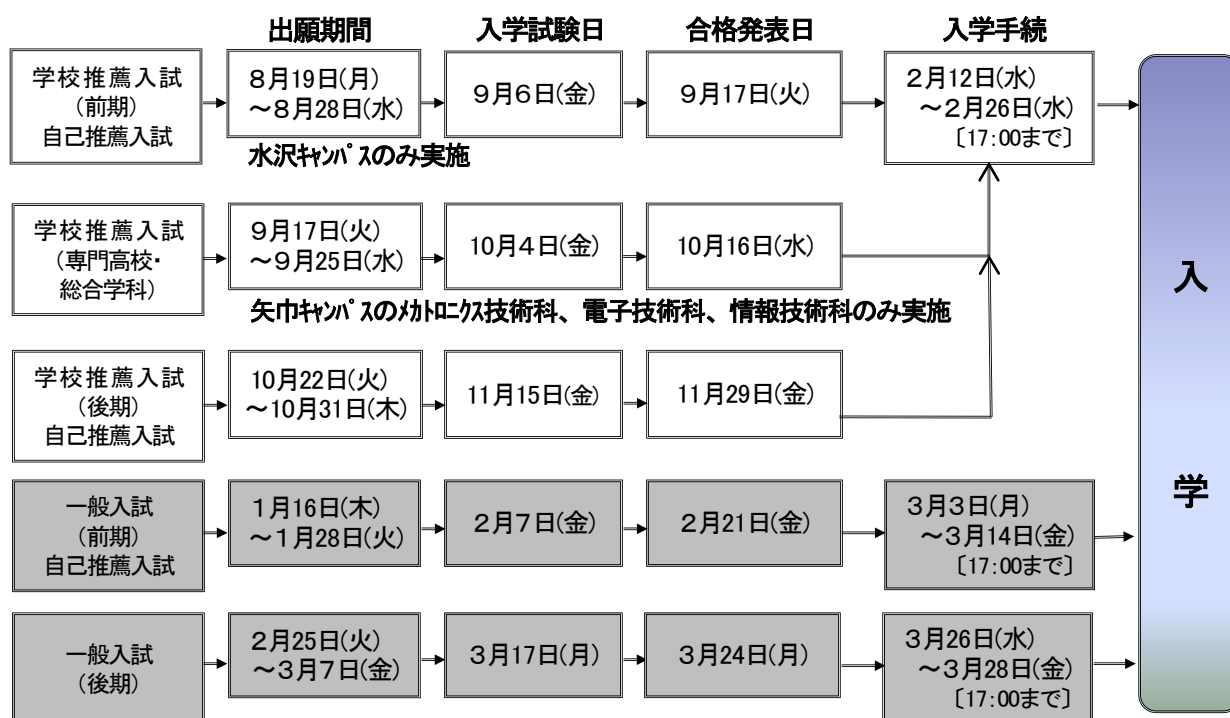 出願期間 入学試験日 合格発表日 入学手続
学校推薦入試
(前期)
自己推薦入試
8月19日(月)
～8月28日(水)
9月6日(金)
9月17日(火)
2月12日(水)
～2月26日(水)
〔17:00まで〕
水沢キャンパスのみ実施
学校推薦入試
(専門高校・
総合学科)
9月17日(火)
～9月25日(水)
10月4日(金)
10月16日(水)
矢巾キャンパスのメカトロニクス技術科、電子技術科、情報技術科のみ実施
学校推薦入試
(後期)
自己推薦入試
10月22日(火)
～10月31日(木)
11月15日(金)
11月29日(金)
一般入試
(前期)
自己推薦入試
1月16日(木)
～1月28日(火)
2月7日(金)
2月21日(金)
3月3日(月)
～3月14日(金)
〔17:00まで〕
一般入試
(後期)
2月25日(火)
～3月7日(金)
3月17日(月)
3月24日(月)
3月26日(水)
～3月28日(金)
〔17:00まで〕
入
学